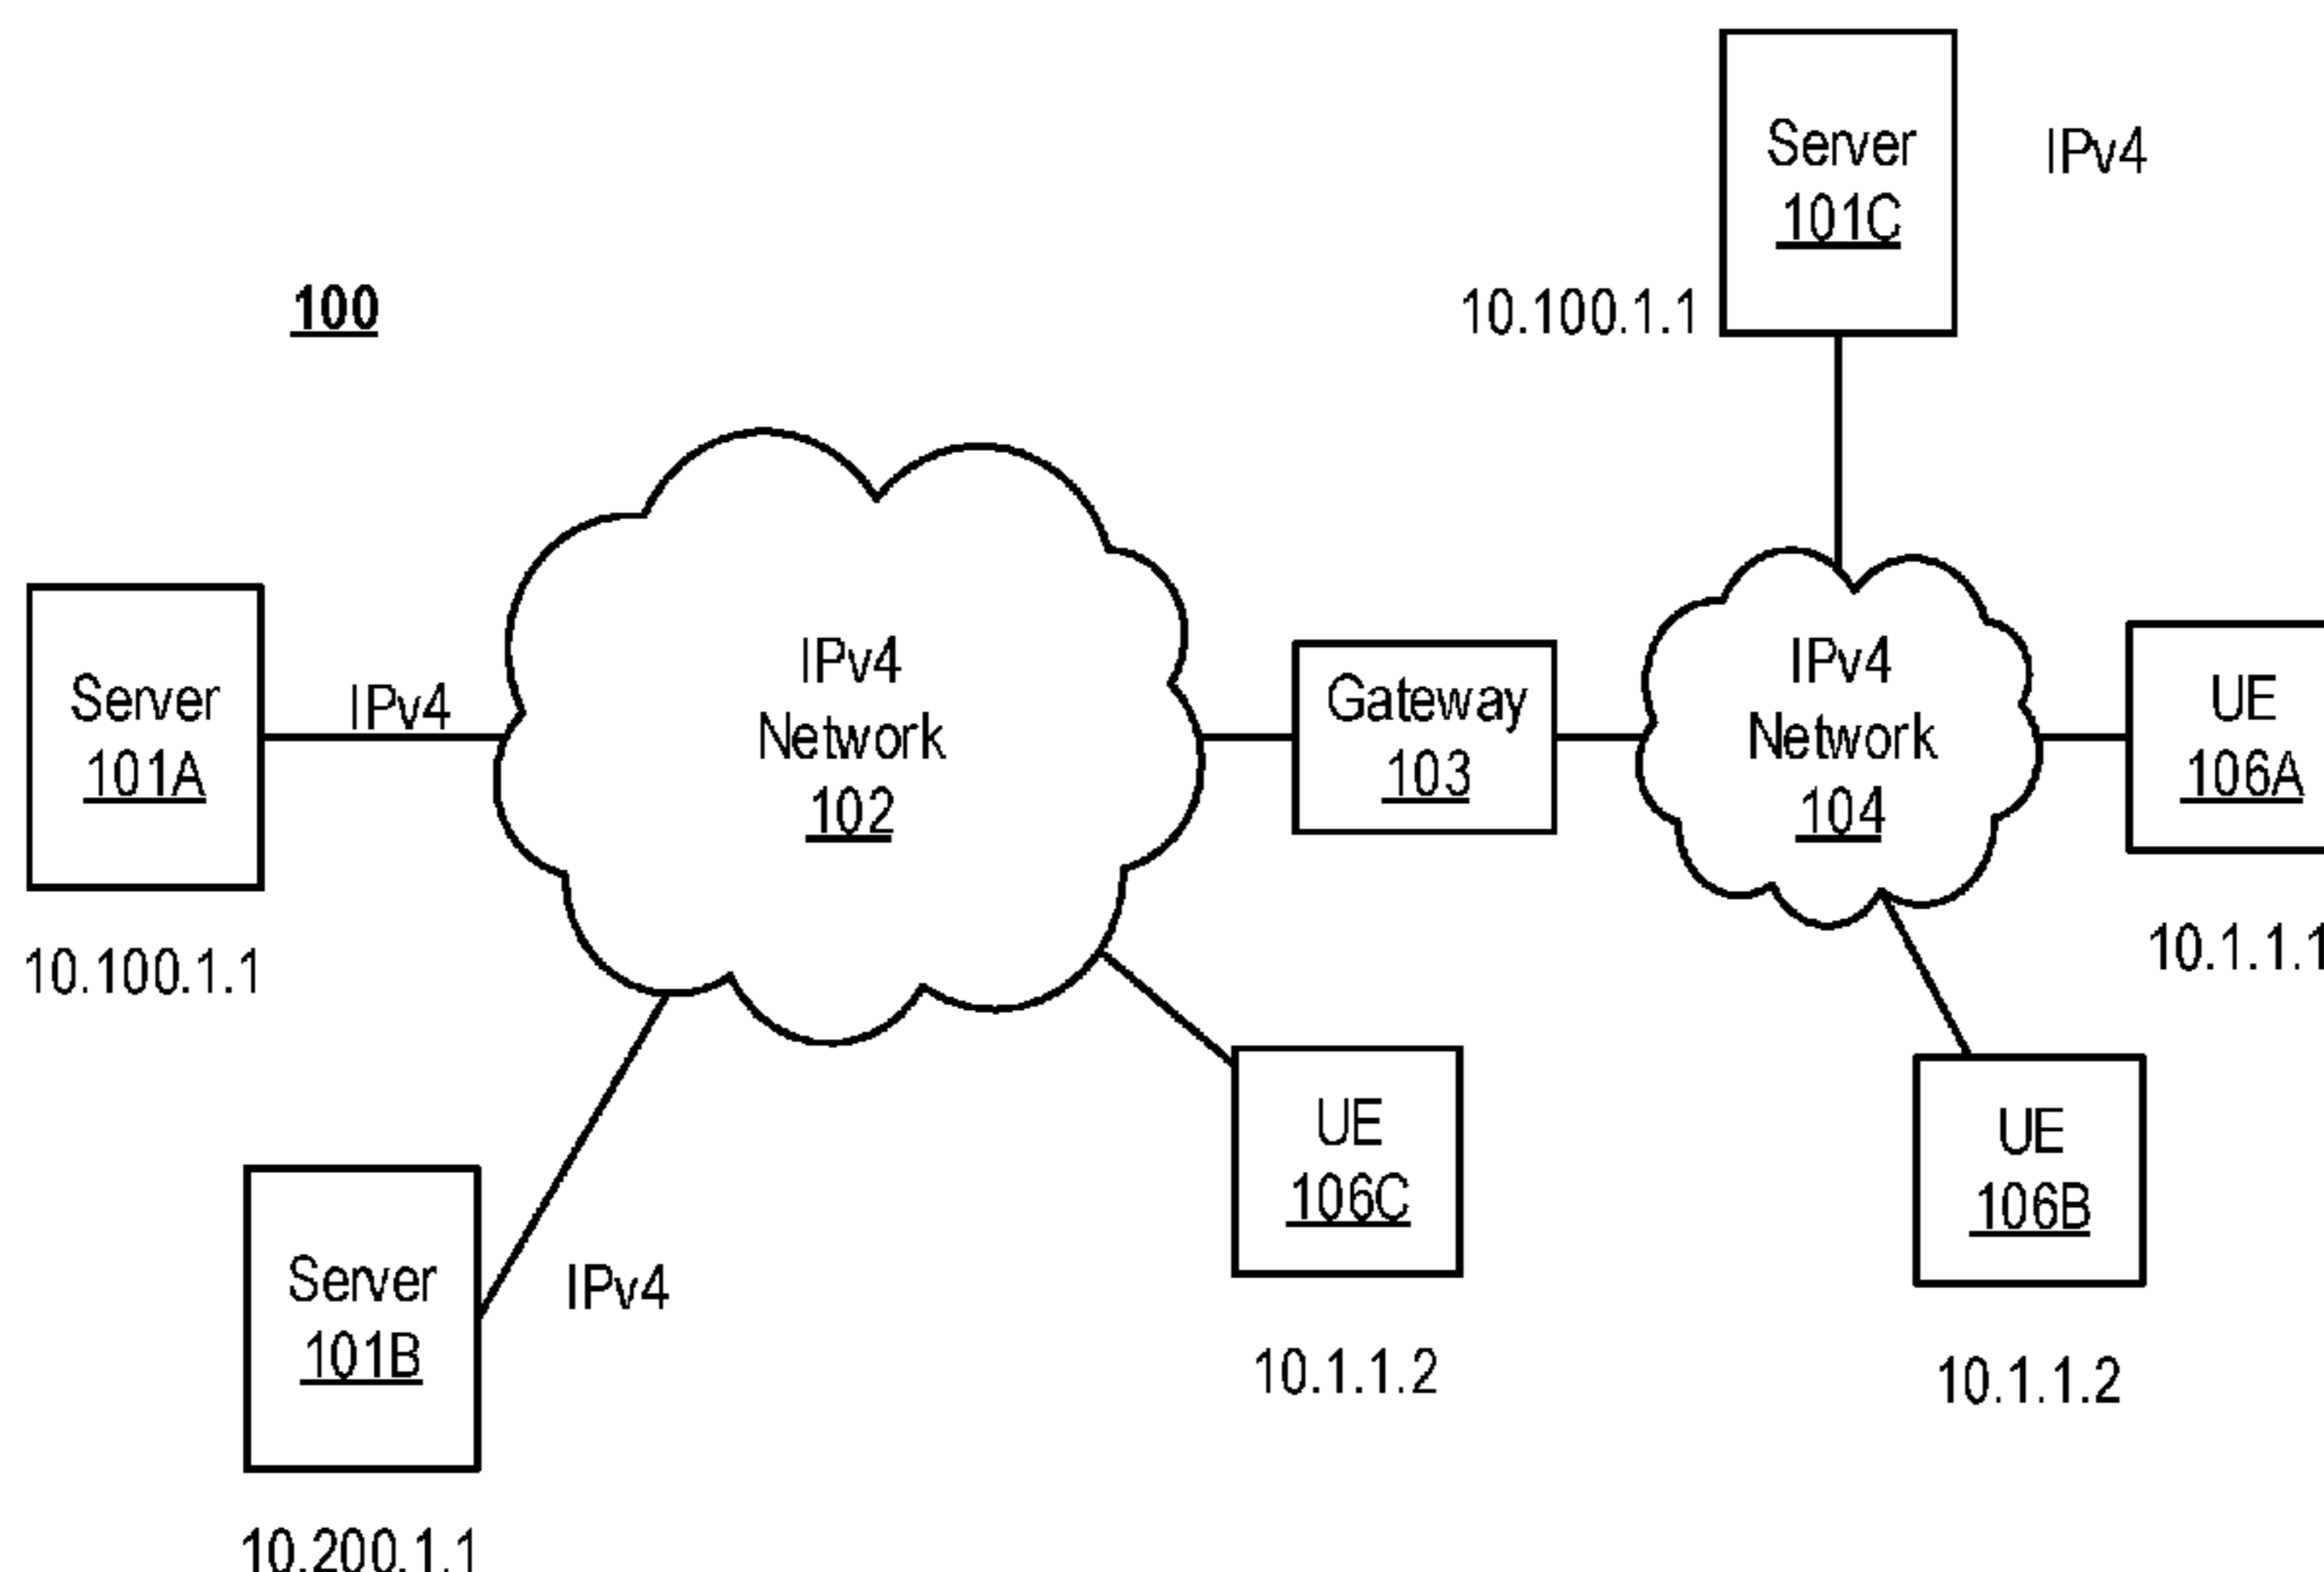 Server
101C
IPv4
10.100.1.1
100
IPv4
Network
102
Gateway
103
IPv4
Network
104
UE
106A
10.1.1.1
Server
101A
IPv4
10.100.1.1
UE
106C
10.1.1.2
UE
106B
10.1.1.2
Server
101B
IPv4
10.200.1.1